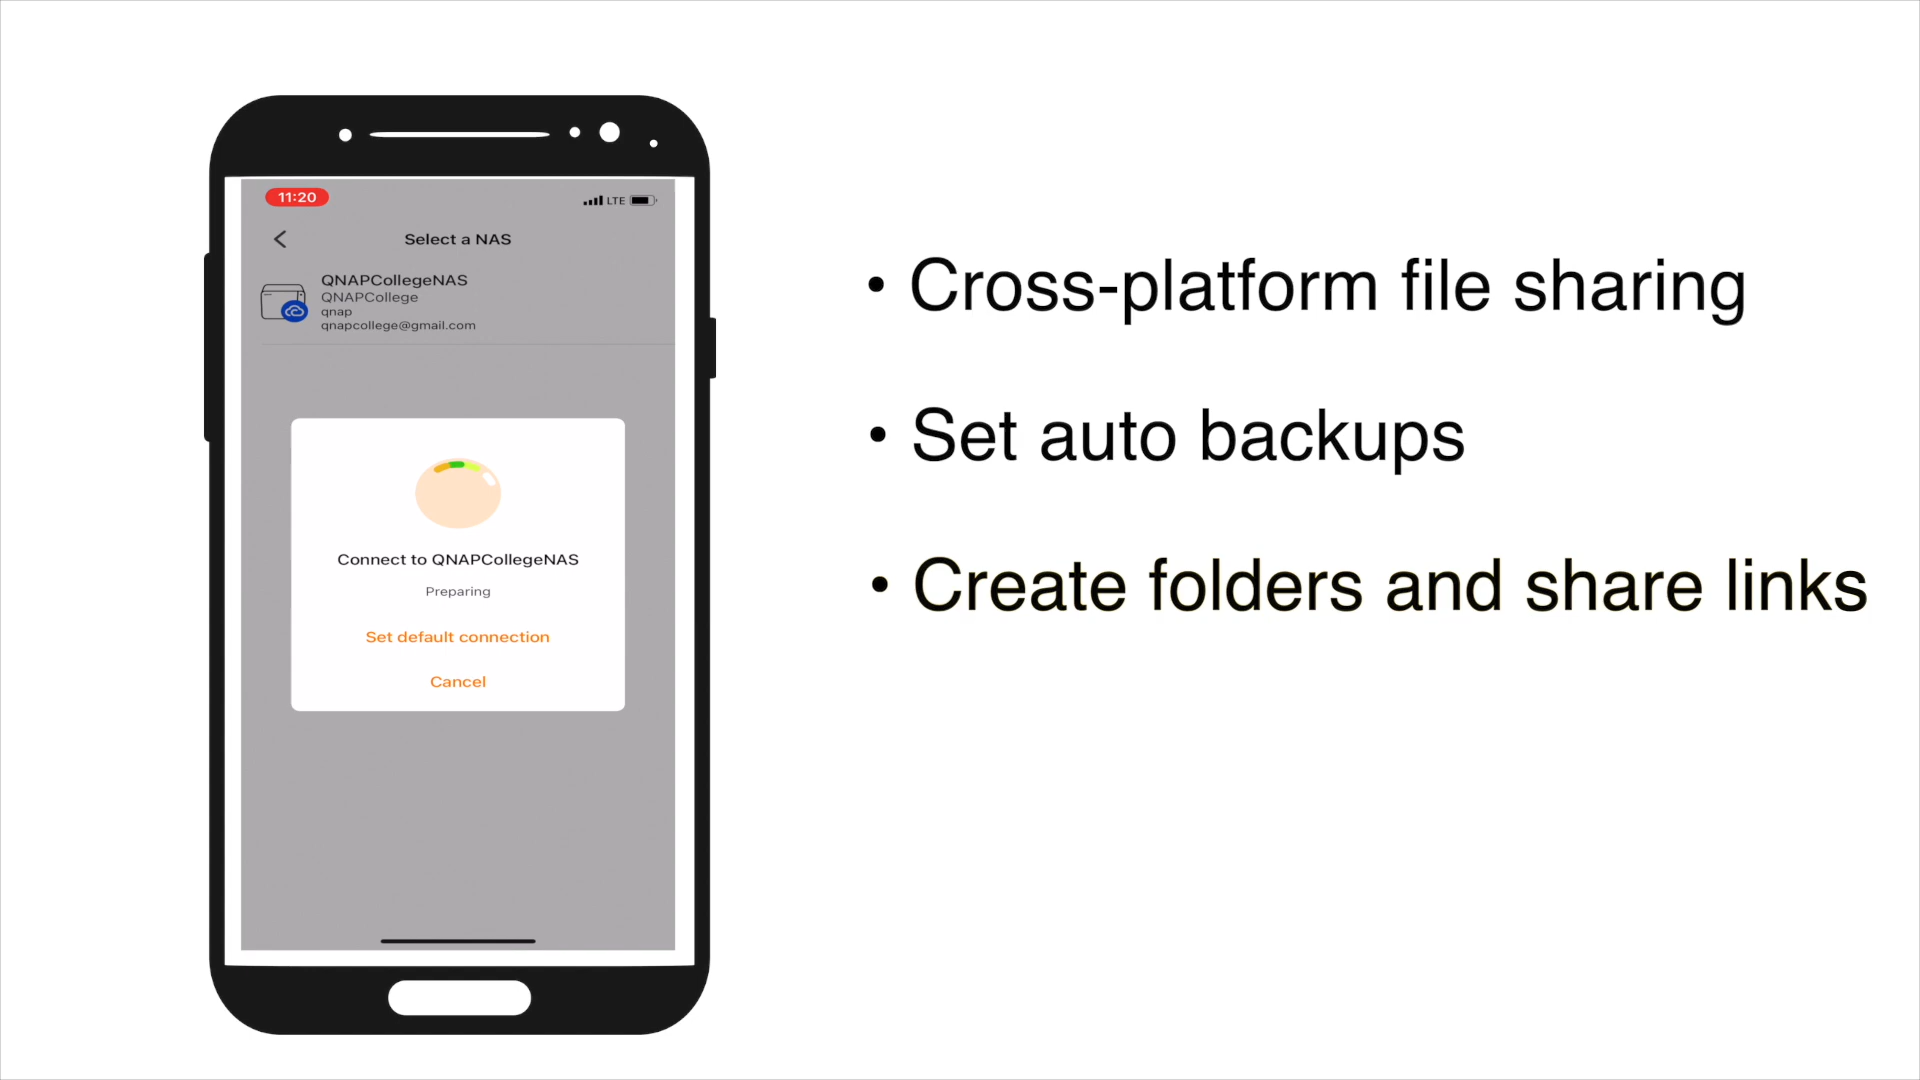 11:20
LTE
Select a NAS
QNAPCollegeNAS
QNAPCollege
qnap
qnapcollege@gmail.com
Connect to QNAPCollegeNAS
Preparing
Set default connection
Cancel
• Cross-platform file sharing
• Set auto backups
• Create folders and share links